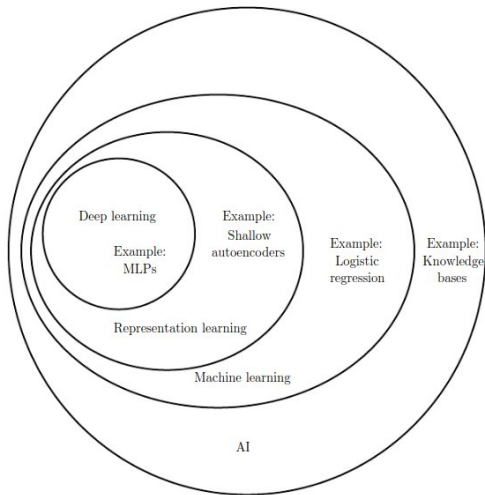 Deep learning
Example:
MLPs
Example:
Shallow
autoencoders
Example:
Logistic
regression
Example:
Knowledge
bases
Representation learning
Machine learning
AI